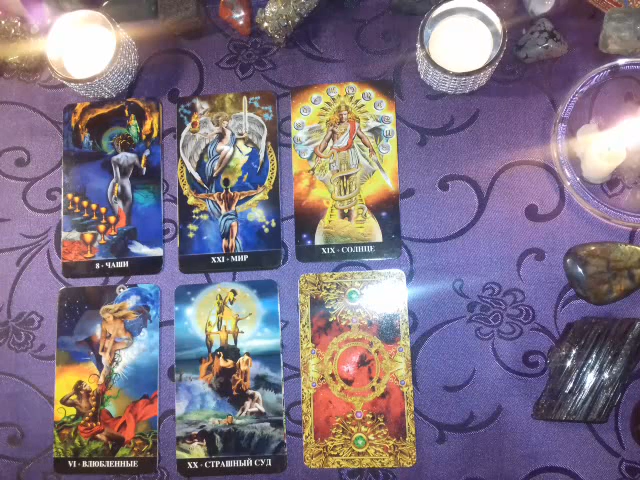 8 · ЧАШИ
XXI · МИР
XIX · СОЛНЦЕ
VI · ВЛЮБЛЕННЫЕ
XX · СТРАШНЫЙ СУД